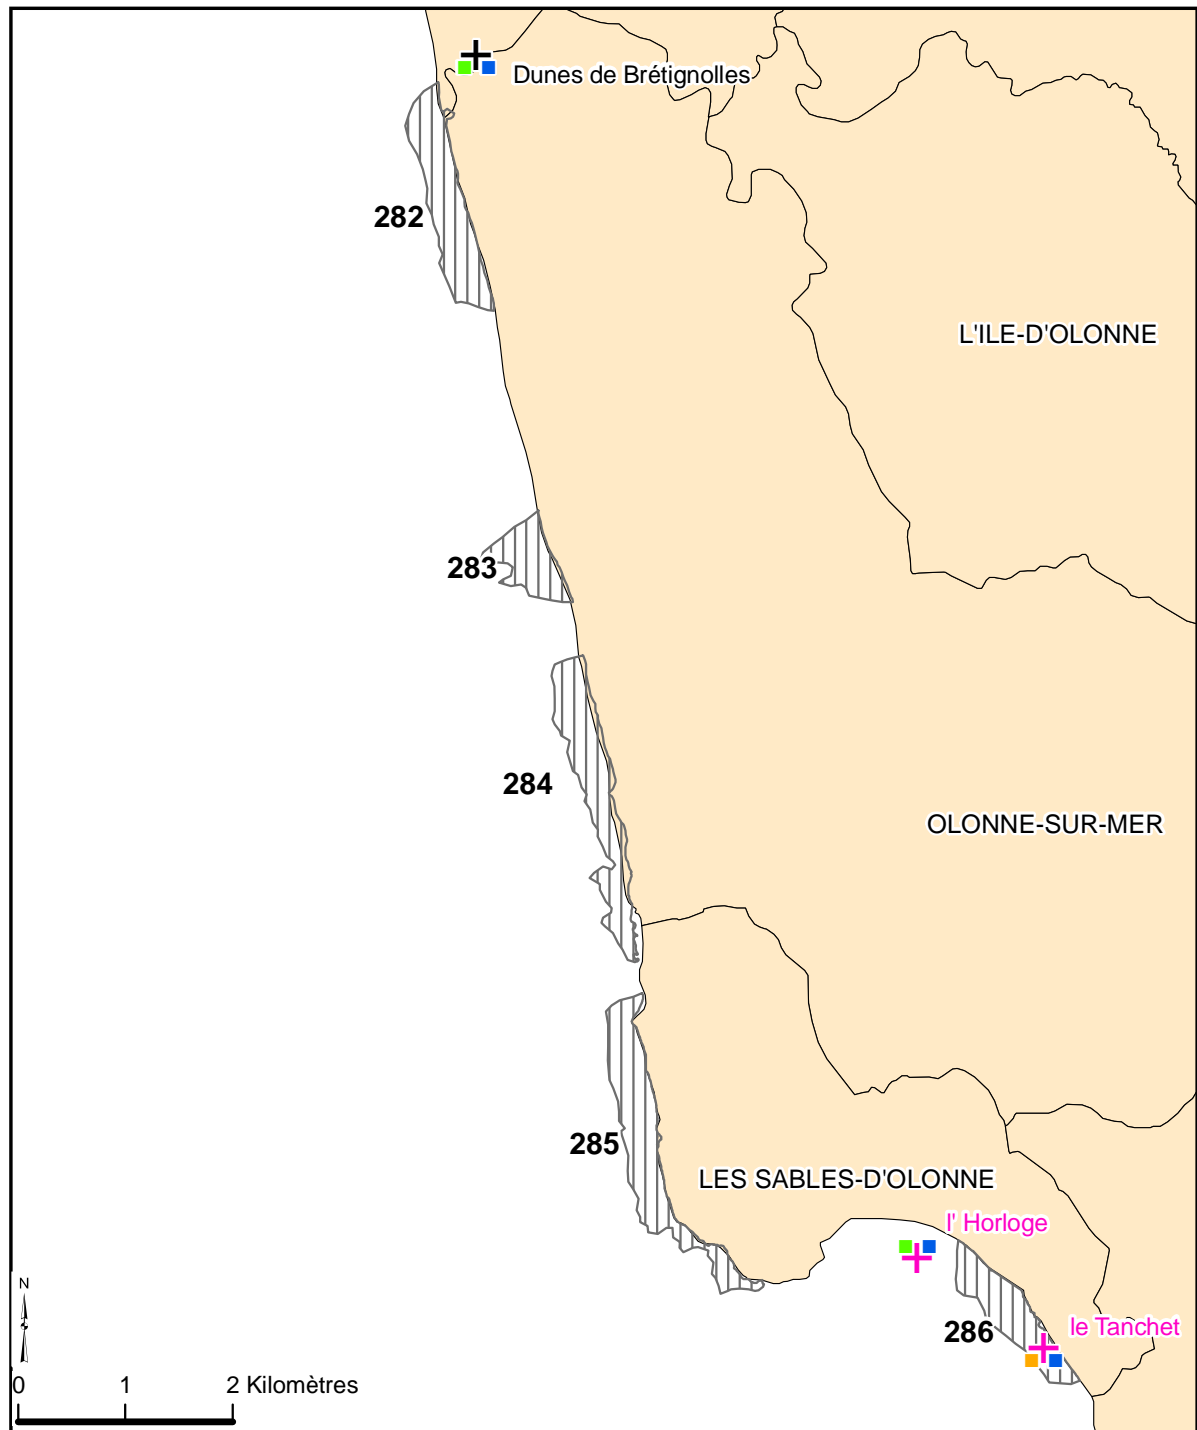 Dunes de Brétignolles
282
L'ILE-D'OLONNE
283
284
OLONNE-SUR-MER
285
LES SABLES-D'OLONNE
l' Horloge
286
le Tanchet
N
0 1 2 Kilomètres